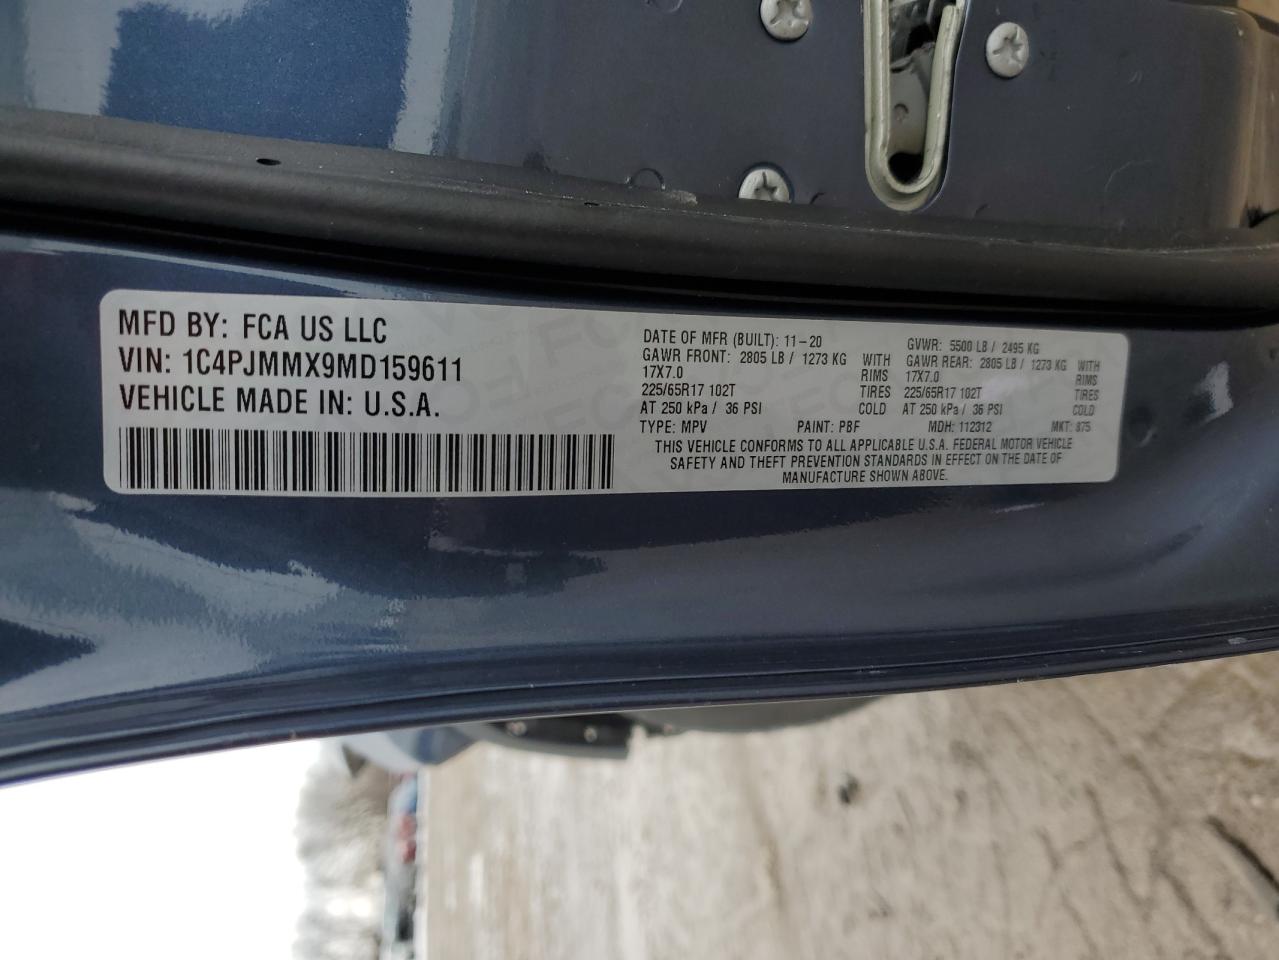 MFD BY: FCA US LLC
VIN: 1C4PJMMX9MD159611
VEHICLE MADE IN: U.S.A.
DATE OF MFR (BUILT): 11-20
GAWR FRONT: 2805 LB / 1273 KG WITH
17X7.0 RIMS
225/65R17 102T TIRES
AT 250 kPa / 36 PSI COLD
GVWR: 5500 LB / 2495 KG
GAWR REAR: 2805 LB / 1273 KG WITH
17X7.0 RIMS
225/65R17 102T TIRES
AT 250 kPa / 36 PSI COLD
TYPE: MPV PAINT: PBF MDH: 112312 MKT: 875
THIS VEHICLE CONFORMS TO ALL APPLICABLE U.S.A. FEDERAL MOTOR VEHICLE
SAFETY AND THEFT PREVENTION STANDARDS IN EFFECT ON THE DATE OF
MANUFACTURE SHOWN ABOVE.